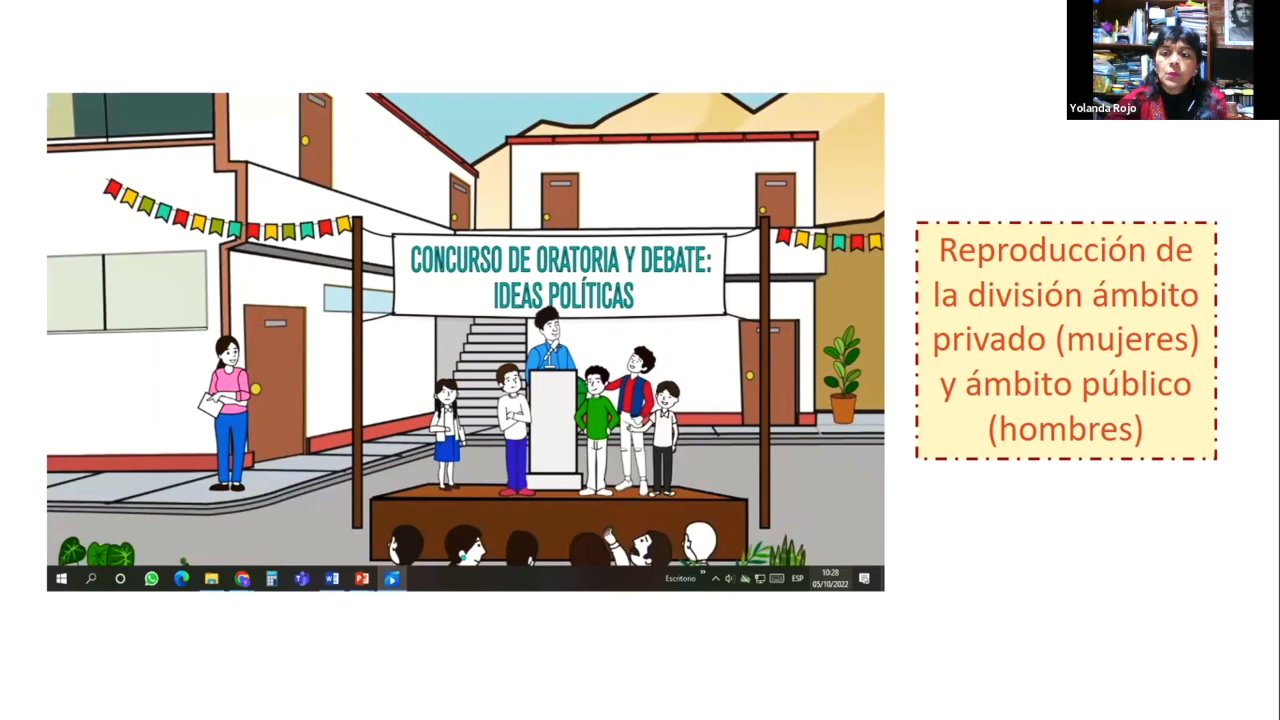 Yolanda Rojo
CONCURSO DE ORATORIA Y DEBATE:
IDEAS POLÍTICAS
Reproducción de
la división ámbito
privado (mujeres)
y ámbito público
(hombres)
Escritorio
ESP
10:28
05/10/2022